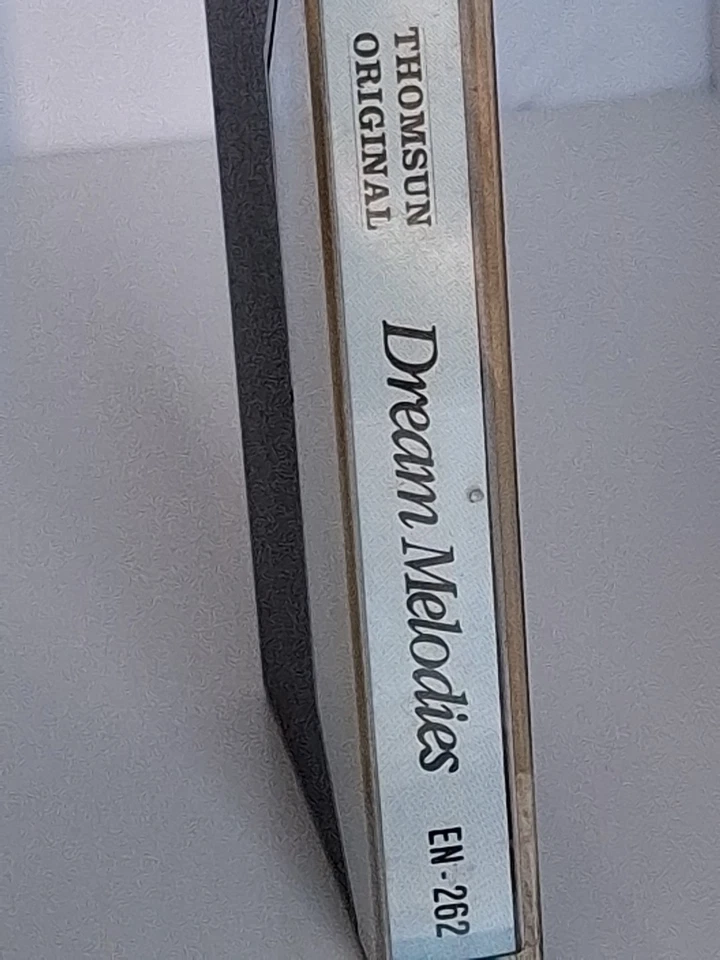 THOMSUN
ORIGINAL
Dream Melodies
EN-262